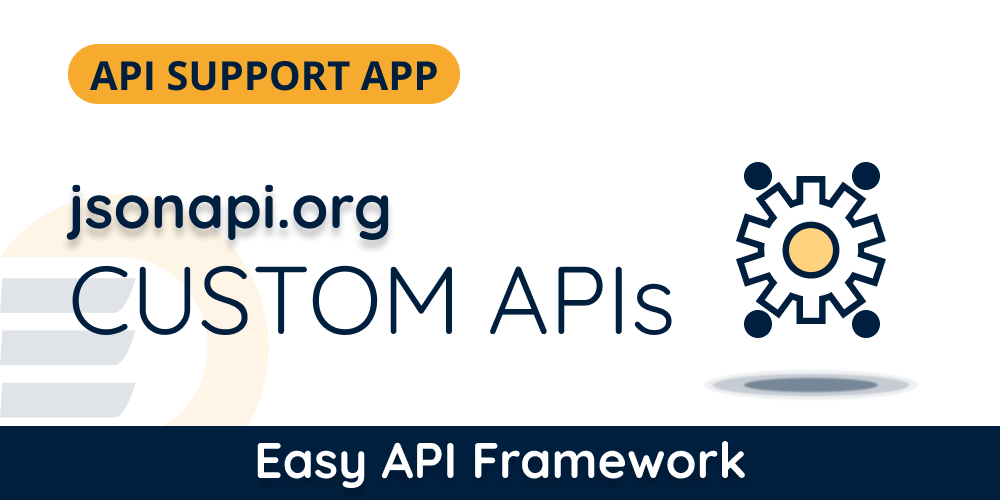 API SUPPORT APP
jsonapi.org
CUSTOM APIs
Easy API Framework